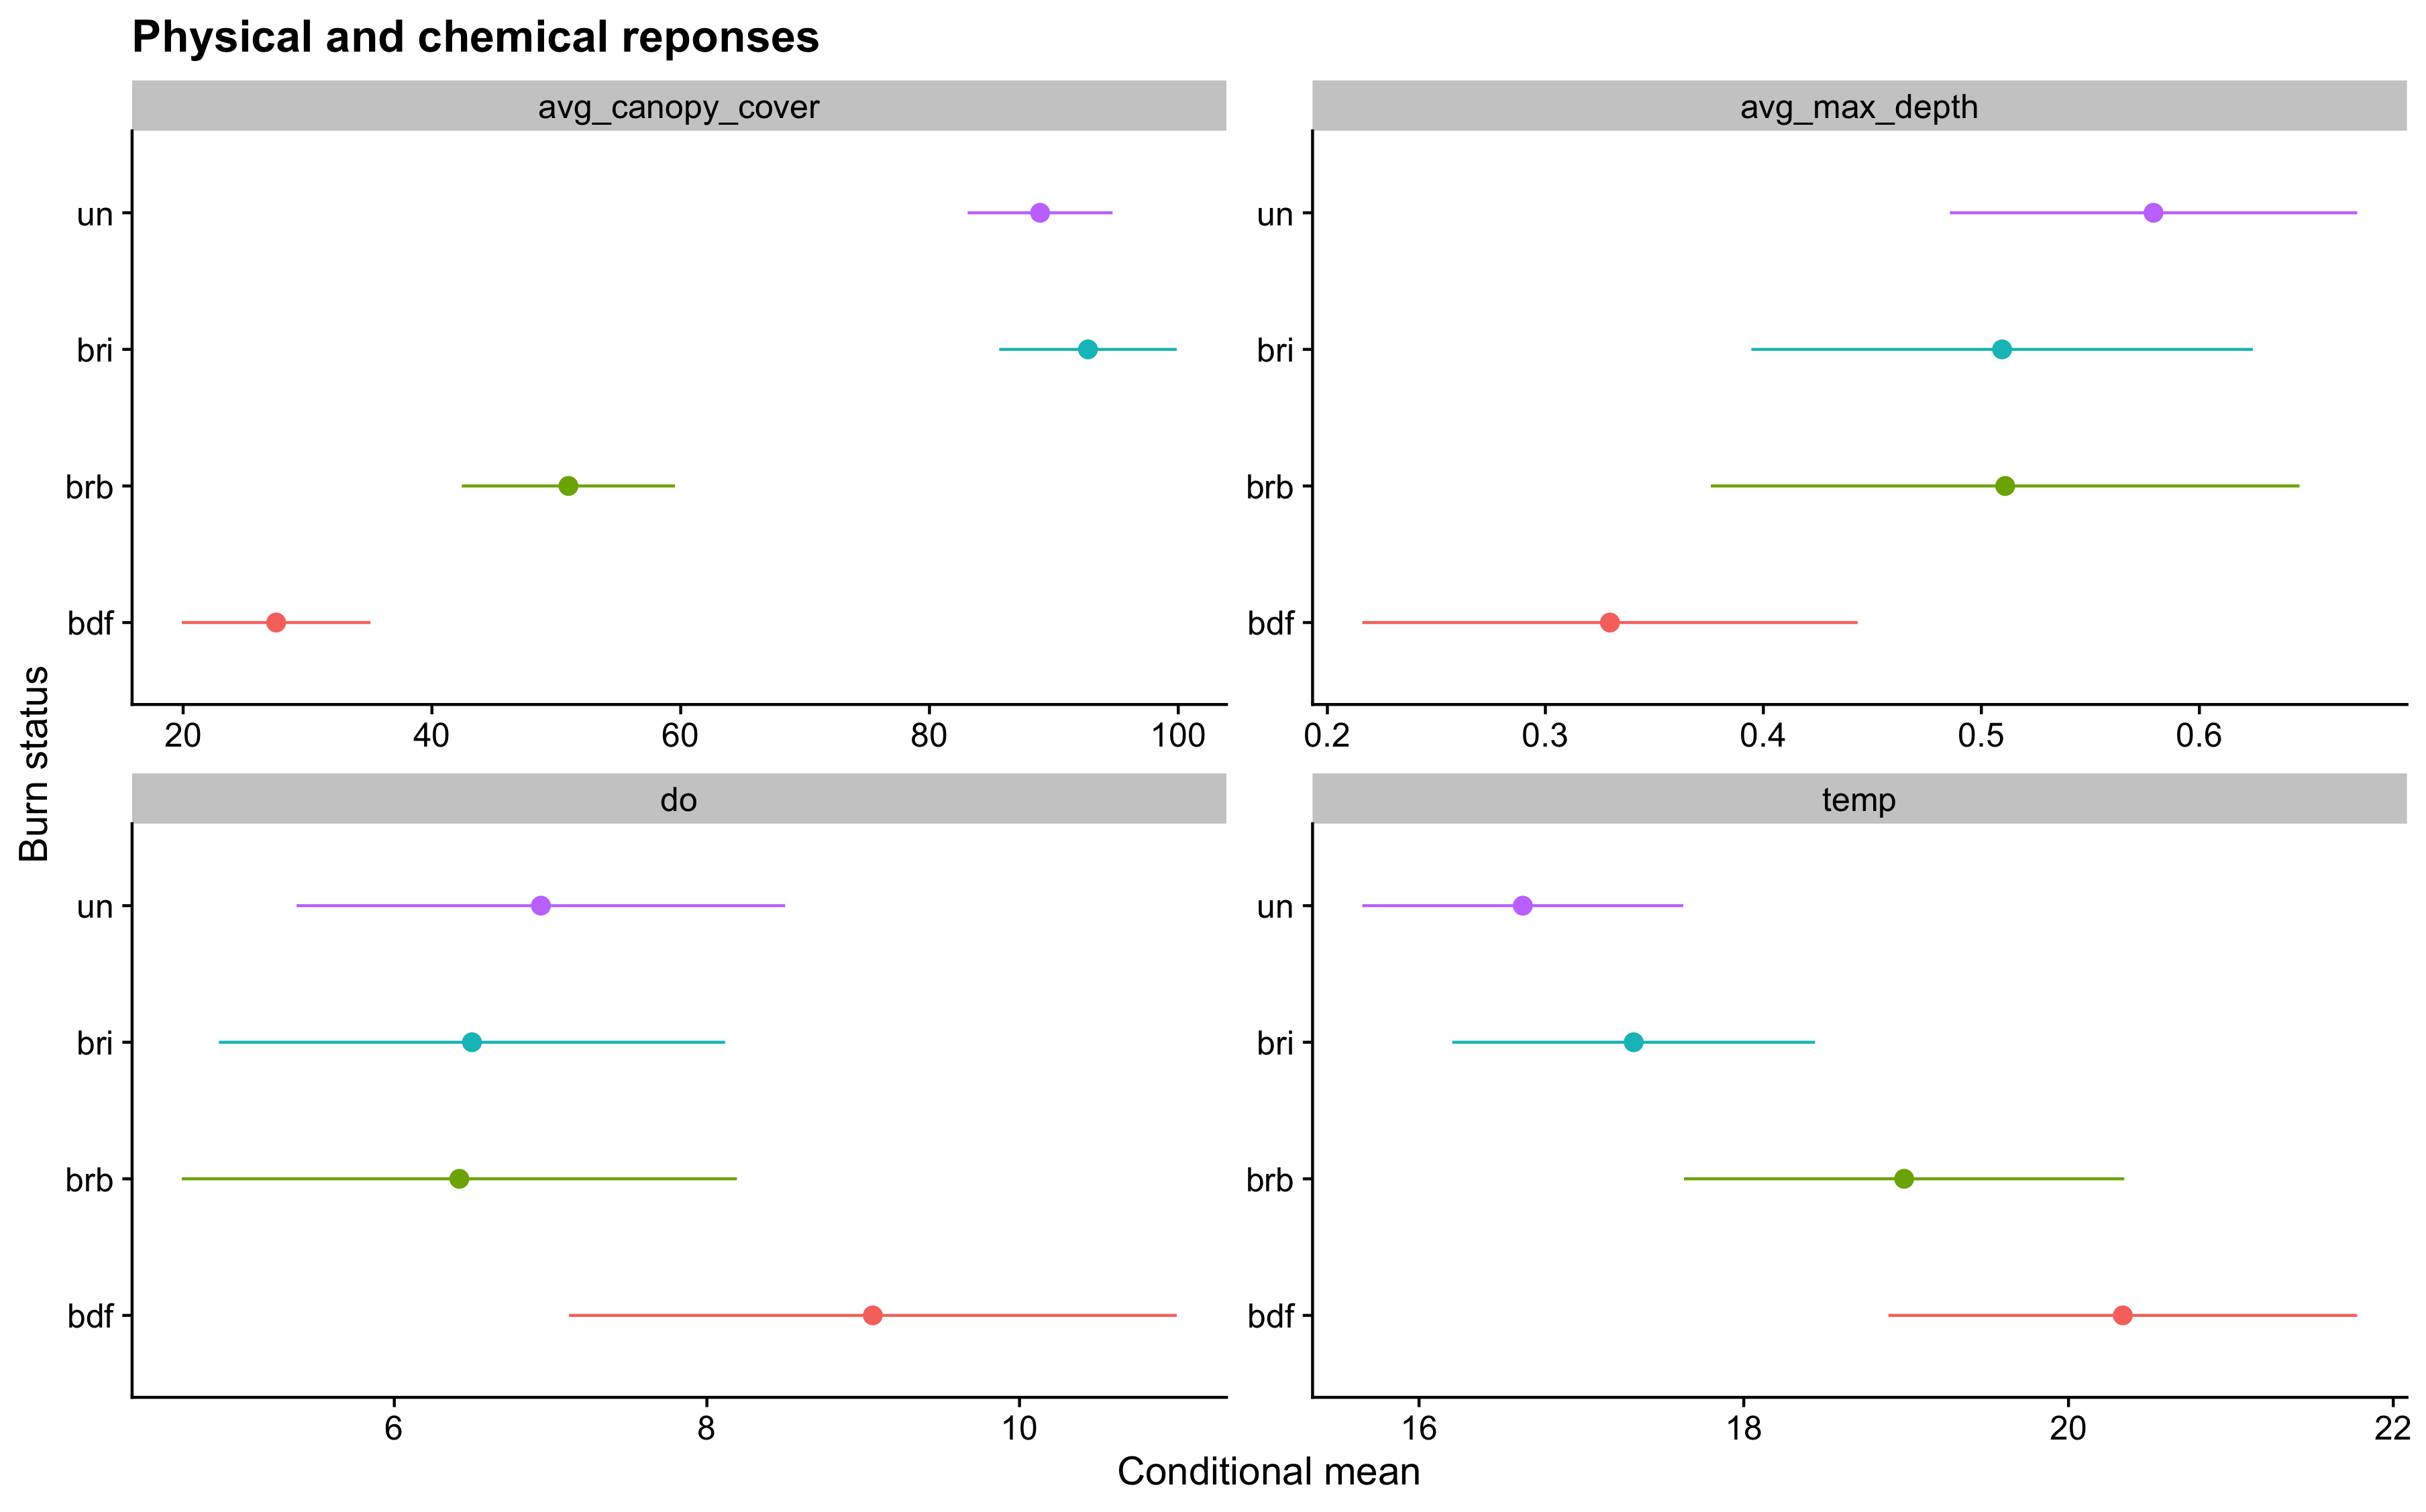 Physical and chemical reponses
avg_canopy_cover
avg_max_depth
un
bri
brb
bdf
20 40 60 80 100
un
bri
brb
bdf
0.2 0.3 0.4 0.5 0.6
Burn status
do
temp
un
bri
brb
bdf
6 8 10
un
bri
brb
bdf
16 18 20 22
Conditional mean